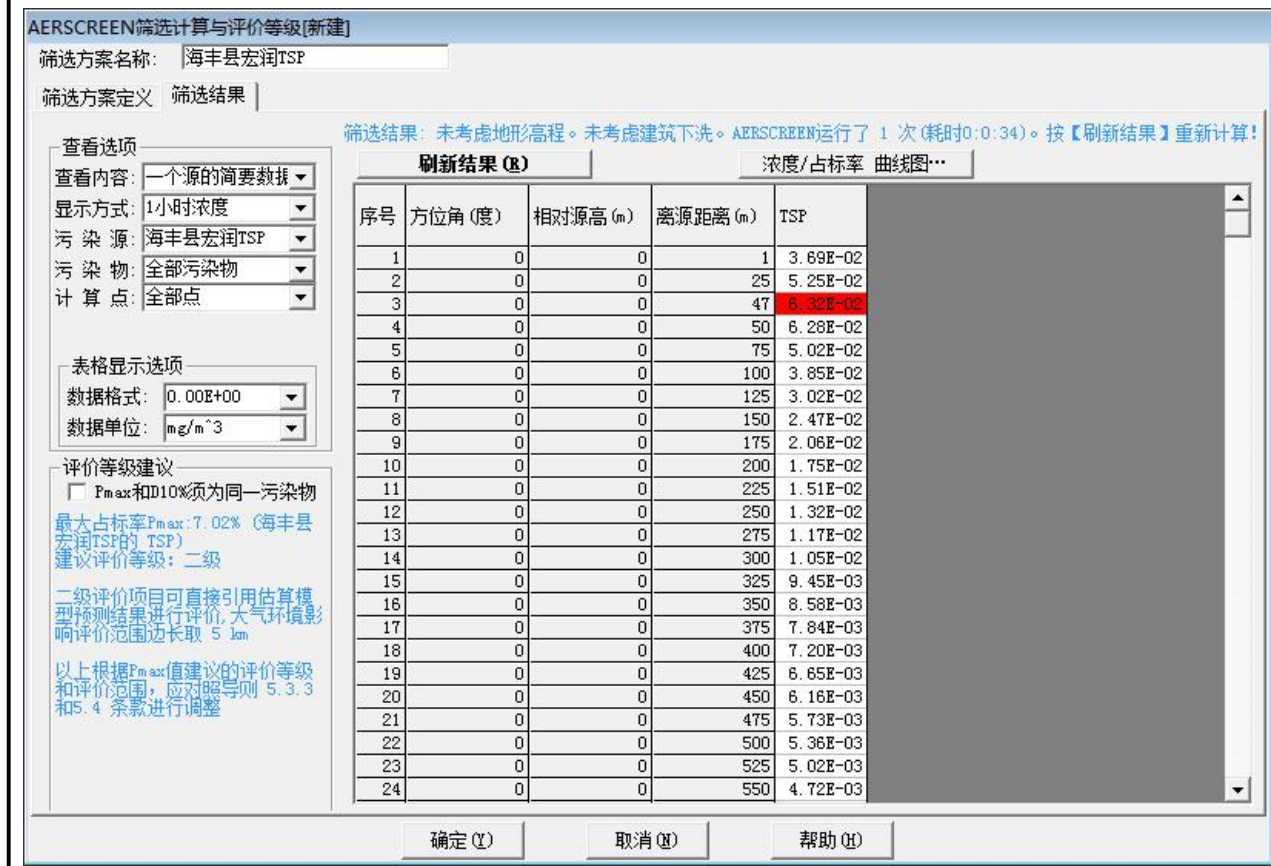 AERSCREEN筛选计算与评价等级[新建]
筛选方案名称: 海丰县宏润TSP
筛选方案定义 筛选结果
筛选结果: 未考虑地形高程。未考虑建筑下洗。AERSCREEN运行了 1 次(耗时0:0:34)。按【刷新结果】重新计算!
查看选项
查看内容: 一个源的简要数据
显示方式: 1小时浓度
污 染 源: 海丰县宏润TSP
污 染 物: 全部污染物
计 算 点: 全部点
表格显示选项
数据格式: 0.00E+00
数据单位: mg/m^3
评价等级建议
Pmax和D10%须为同一污染物
最大占标率Pmax:7.02% (海丰县
宏润TSP的 TSP)
建议评价等级: 二级
二级评价项目可直接引用估算模
型预测结果进行评价,大气环境影
响评价范围边长取 5 km
以上根据Pmax值建议的评价等级
和评价范围,应对照导则 5.3.3
和5.4 条款进行调整
刷新结果(R) 浓度/占标率 曲线图…
序号 方位角(度) 相对源高(m) 离源距离(m) TSP
1 0 0 1 3.69E-02
2 0 0 25 5.25E-02
3 0 0 47 6.32E-02
4 0 0 50 6.28E-02
5 0 0 75 5.02E-02
6 0 0 100 3.85E-02
7 0 0 125 3.02E-02
8 0 0 150 2.47E-02
9 0 0 175 2.06E-02
10 0 0 200 1.75E-02
11 0 0 225 1.51E-02
12 0 0 250 1.32E-02
13 0 0 275 1.17E-02
14 0 0 300 1.05E-02
15 0 0 325 9.45E-03
16 0 0 350 8.58E-03
17 0 0 375 7.84E-03
18 0 0 400 7.20E-03
19 0 0 425 6.65E-03
20 0 0 450 6.16E-03
21 0 0 475 5.73E-03
22 0 0 500 5.36E-03
23 0 0 525 5.02E-03
24 0 0 550 4.72E-03
确定(Y) 取消(N) 帮助(H)